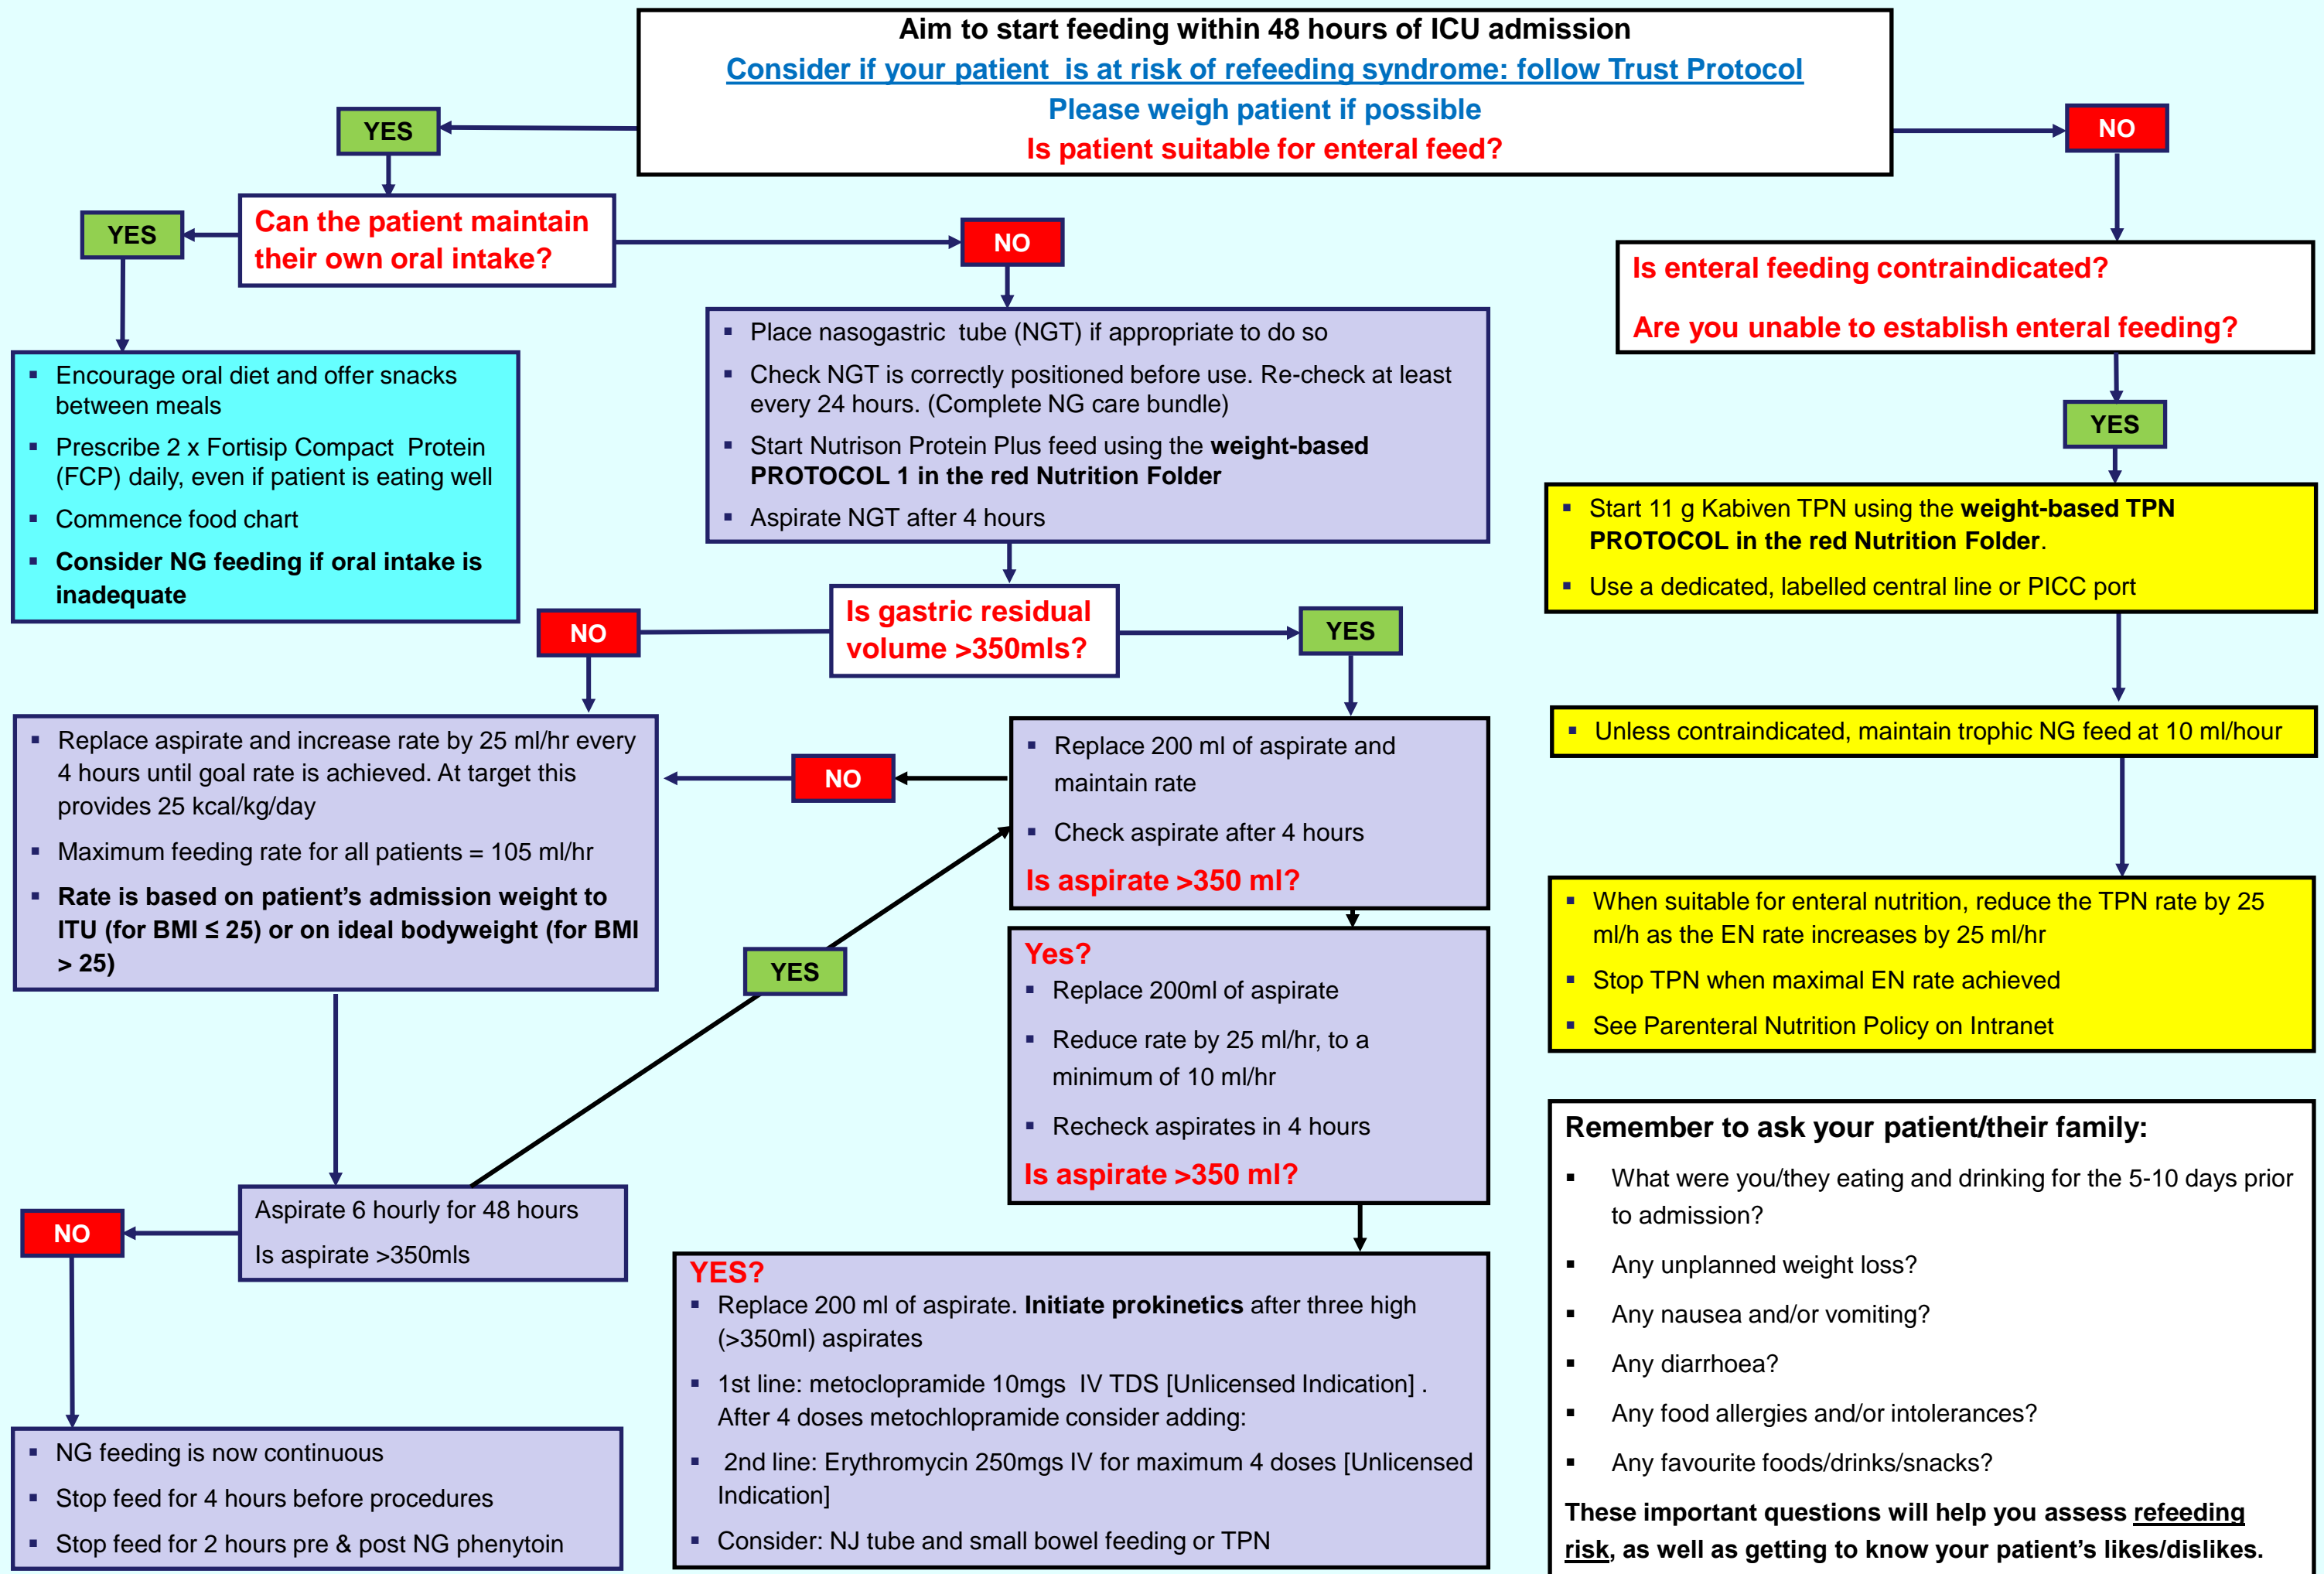 Aim to start feeding within 48 hours of ICU admission
Consider if your patient is at risk of refeeding syndrome: follow Trust Protocol
Please weigh patient if possible
Is patient suitable for enteral feed?
YES
NO
YES
Can the patient maintain
their own oral intake?
NO
Is enteral feeding contraindicated?
Are you unable to establish enteral feeding?
▪ Encourage oral diet and offer snacks
between meals
▪ Prescribe 2 x Fortisip Compact Protein
(FCP) daily, even if patient is eating well
▪ Commence food chart
▪ Consider NG feeding if oral intake is
inadequate
▪ Place nasogastric tube (NGT) if appropriate to do so
▪ Check NGT is correctly positioned before use. Re-check at least
every 24 hours. (Complete NG care bundle)
▪ Start Nutrison Protein Plus feed using the weight-based
PROTOCOL 1 in the red Nutrition Folder
▪ Aspirate NGT after 4 hours
YES
▪ Start 11 g Kabiven TPN using the weight-based TPN
PROTOCOL in the red Nutrition Folder.
▪ Use a dedicated, labelled central line or PICC port
NO
Is gastric residual
volume >350mls?
YES
▪ Unless contraindicated, maintain trophic NG feed at 10 ml/hour
▪ Replace aspirate and increase rate by 25 ml/hr every
4 hours until goal rate is achieved. At target this
provides 25 kcal/kg/day
▪ Maximum feeding rate for all patients = 105 ml/hr
▪ Rate is based on patient's admission weight to
ITU (for BMI ≤ 25) or on ideal bodyweight (for BMI
> 25)
NO
▪ Replace 200 ml of aspirate and
maintain rate
▪ Check aspirate after 4 hours
Is aspirate >350 ml?
▪ When suitable for enteral nutrition, reduce the TPN rate by 25
ml/h as the EN rate increases by 25 ml/hr
▪ Stop TPN when maximal EN rate achieved
▪ See Parenteral Nutrition Policy on Intranet
YES
Yes?
▪ Replace 200ml of aspirate
▪ Reduce rate by 25 ml/hr, to a
minimum of 10 ml/hr
▪ Recheck aspirates in 4 hours
Is aspirate >350 ml?
NO
Aspirate 6 hourly for 48 hours
Is aspirate >350mls
▪ NG feeding is now continuous
▪ Stop feed for 4 hours before procedures
▪ Stop feed for 2 hours pre & post NG phenytoin
YES?
▪ Replace 200 ml of aspirate. Initiate prokinetics after three high
(>350ml) aspirates
▪ 1st line: metoclopramide 10mgs IV TDS [Unlicensed Indication] .
After 4 doses metochlopramide consider adding:
▪ 2nd line: Erythromycin 250mgs IV for maximum 4 doses [Unlicensed
Indication]
▪ Consider: NJ tube and small bowel feeding or TPN
Remember to ask your patient/their family:
▪ What were you/they eating and drinking for the 5-10 days prior
to admission?
▪ Any unplanned weight loss?
▪ Any nausea and/or vomiting?
▪ Any diarrhoea?
▪ Any food allergies and/or intolerances?
▪ Any favourite foods/drinks/snacks?
These important questions will help you assess refeeding
risk, as well as getting to know your patient's likes/dislikes.